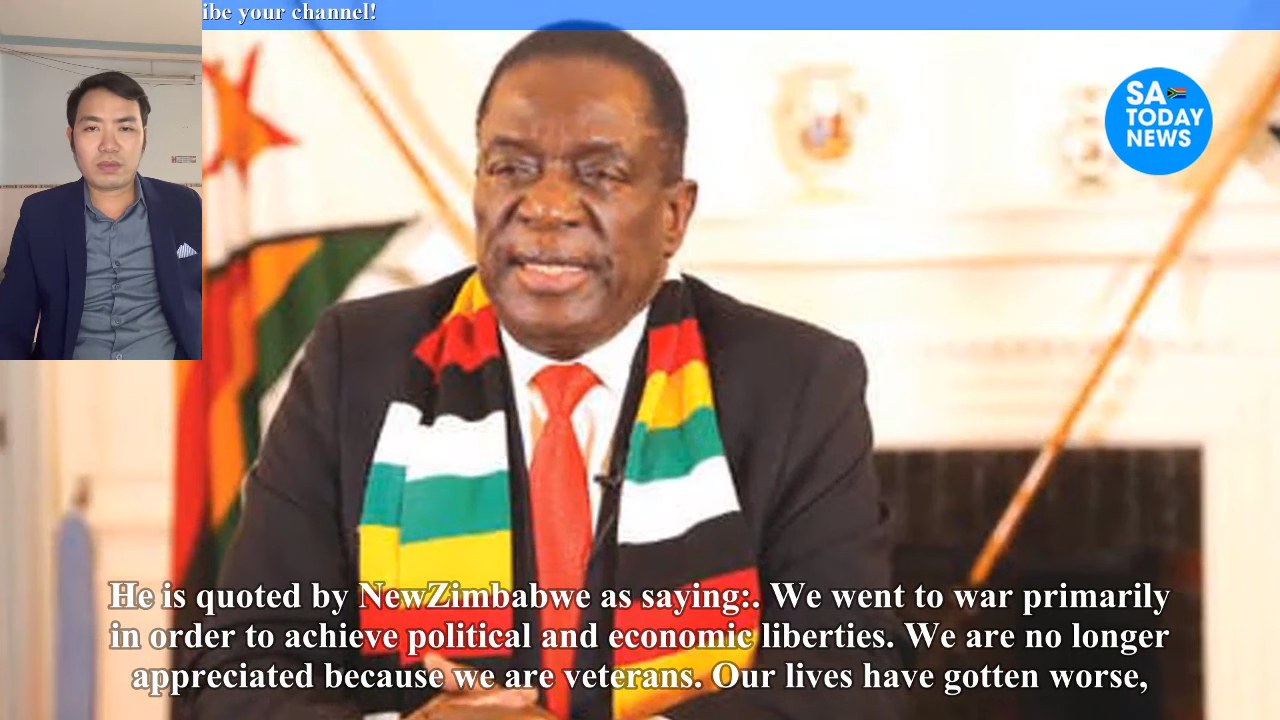 ibe your channel!
SA
TODAY
NEWS
He is quoted by NewZimbabwe as saying:. We went to war primarily
in order to achieve political and economic liberties. We are no longer
appreciated because we are veterans. Our lives have gotten worse,